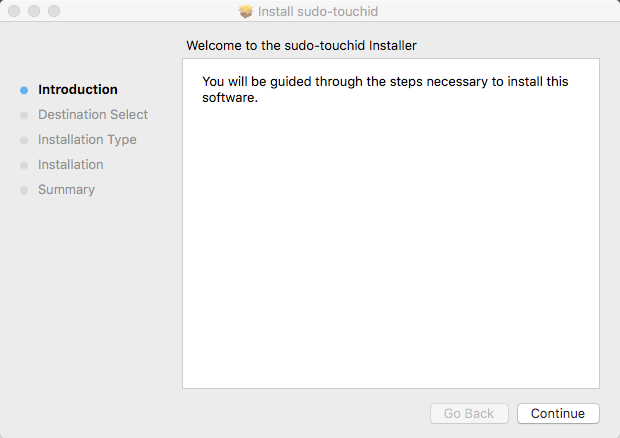 Install sudo-touchid
Welcome to the sudo-touchid Installer
Introduction
Destination Select
Installation Type
Installation
Summary
You will be guided through the steps necessary to install this
software.
Go Back
Continue